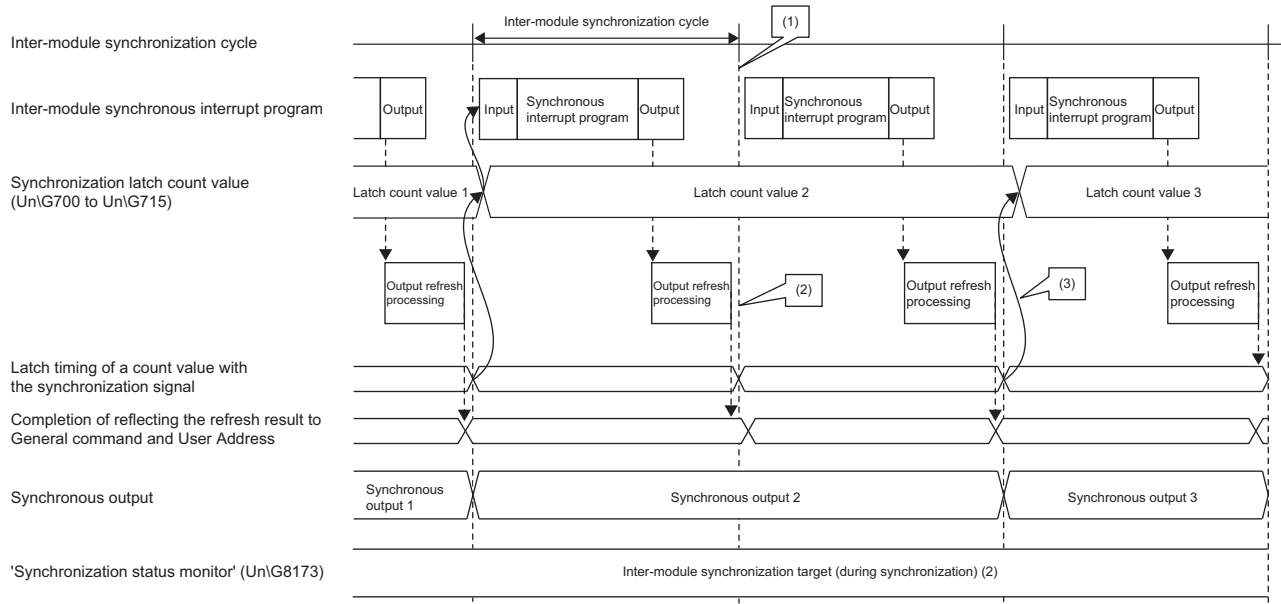 Inter-module synchronization cycle
(1)
Inter-module synchronization cycle
Inter-module synchronous interrupt program
Output
Input
Synchronous
interrupt program
Output
Input
Synchronous
interrupt program
Output
Input
Synchronous
interrupt program
Output
Synchronization latch count value
(Un\G700 to Un\G715)
Latch count value 1
Latch count value 2
Latch count value 3
Output refresh
processing
Output refresh
processing
(2)
Output refresh
processing
(3)
Output refresh
processing
Latch timing of a count value with
the synchronization signal
Completion of reflecting the refresh result to
General command and User Address
Synchronous output
Synchronous
output 1
Synchronous output 2
Synchronous output 3
'Synchronization status monitor' (Un\G8173)
Inter-module synchronization target (during synchronization) (2)